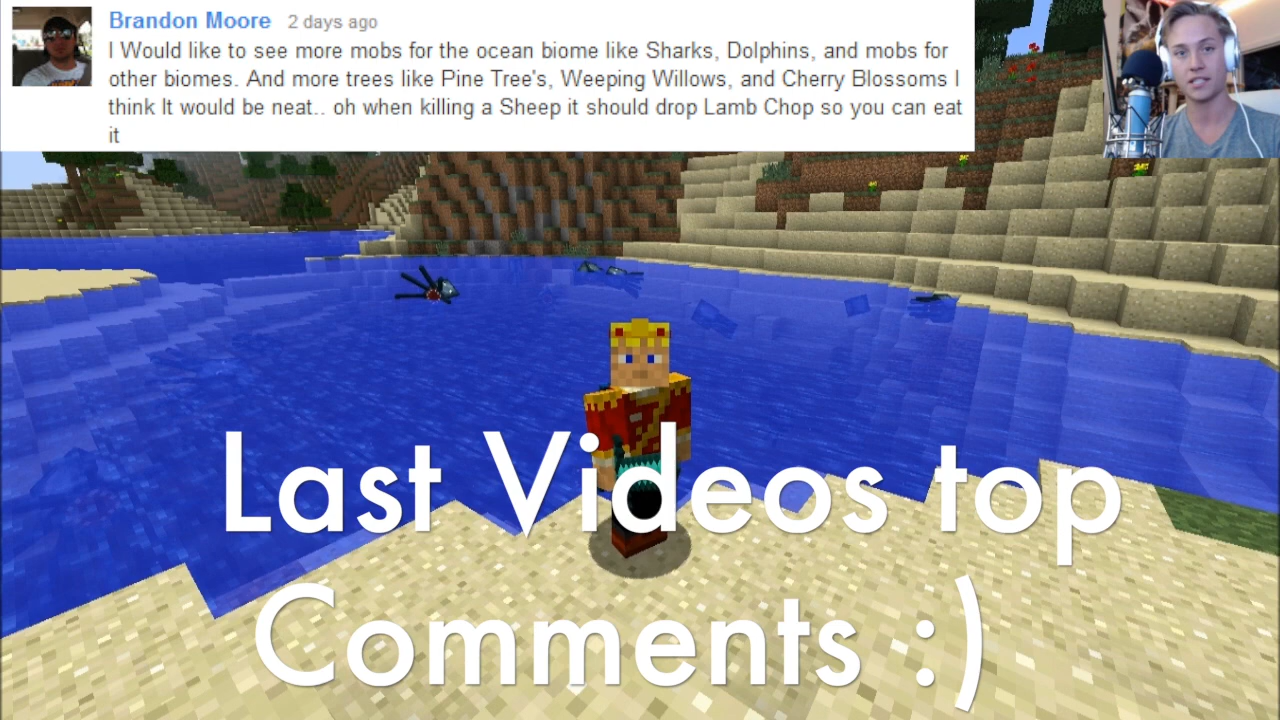 Brandon Moore 2 days ago
I Would like to see more mobs for the ocean biome like Sharks, Dolphins, and mobs for
other biomes. And more trees like Pine Tree's, Weeping Willows, and Cherry Blossoms I
think It would be neat.. oh when killing a Sheep it should drop Lamb Chop so you can eat
it
Last Videos top
Comments :)